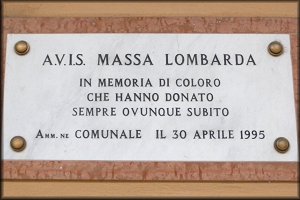 A.V.I.S. MASSA LOMBARDA
IN MEMORIA DI COLORO
CHE HANNO DONATO
SEMPRE OVUNQUE SUBITO
AMM.NE COMUNALE IL 30 APRILE 1995